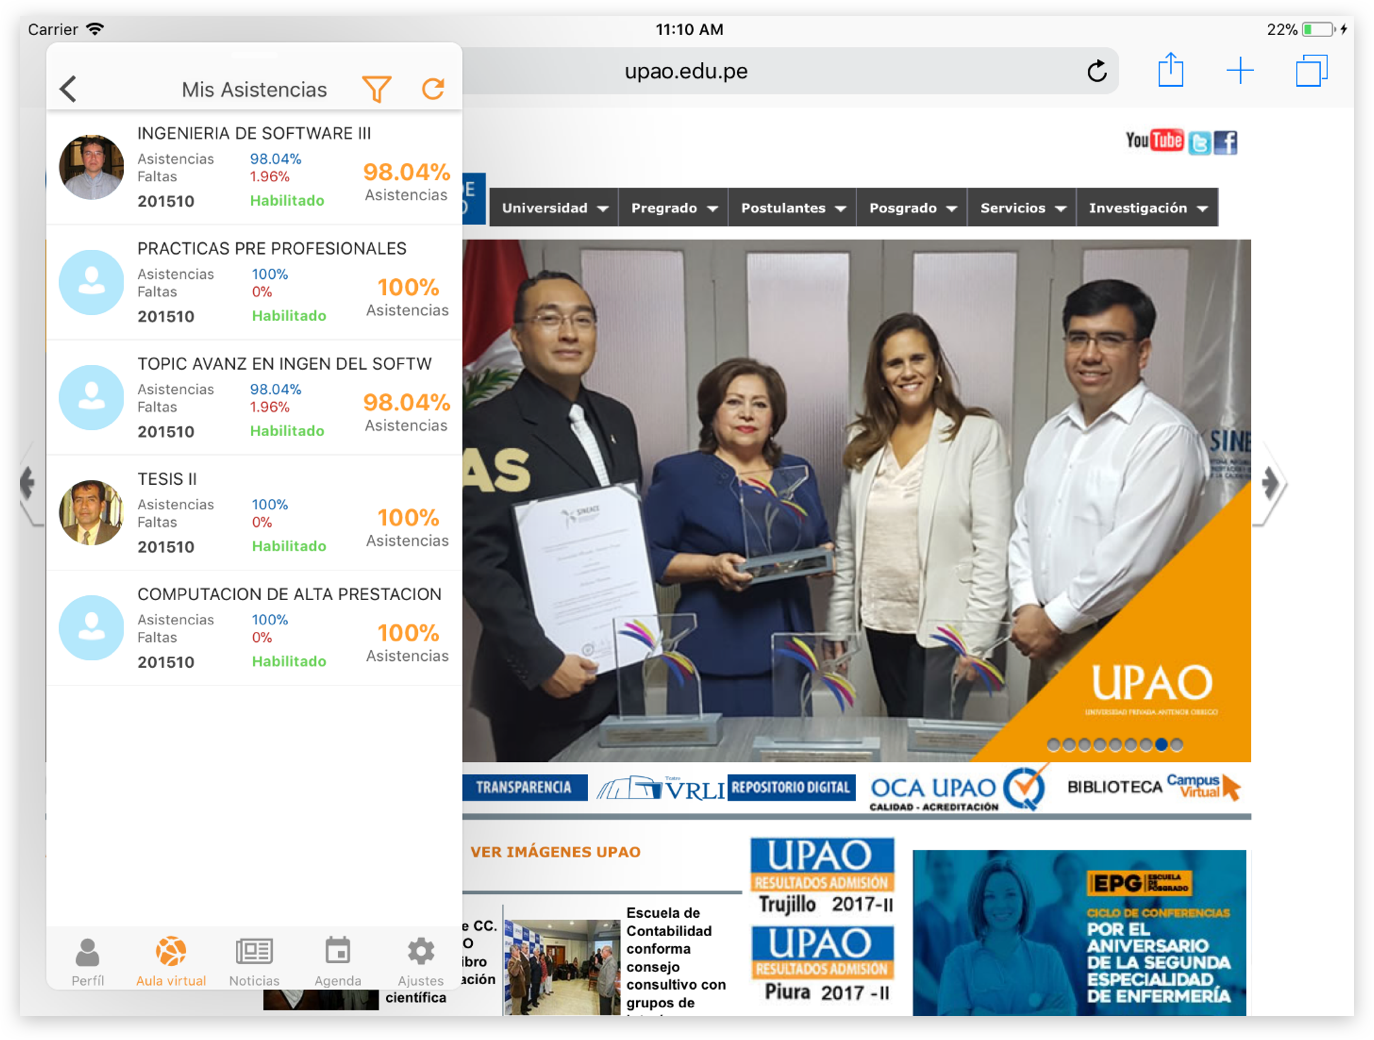 Carrier
11:10 AM
22%
Mis Asistencias
upao.edu.pe
INGENIERIA DE SOFTWARE III
Asistencias 98.04%
Faltas 1.96%
201510 Habilitado
98.04%
Asistencias
PRACTICAS PRE PROFESIONALES
Asistencias 100%
Faltas 0%
201510 Habilitado
100%
Asistencias
TOPIC AVANZ EN INGEN DEL SOFTW
Asistencias 98.04%
Faltas 1.96%
201510 Habilitado
98.04%
Asistencias
TESIS II
Asistencias 100%
Faltas 0%
201510 Habilitado
100%
Asistencias
COMPUTACION DE ALTA PRESTACION
Asistencias 100%
Faltas 0%
201510 Habilitado
100%
Asistencias
Perfil
Aula virtual
Noticias
Agenda
Ajustes
YouTube
Universidad
Pregrado
Postulantes
Posgrado
Servicios
Investigación
AS
SINEACE
SINE
UPAO
UNIVERSIDAD PRIVADA ANTENOR ORREGO
TRANSPARENCIA
VRLI
REPOSITORIO DIGITAL
OCA UPAO
CALIDAD - ACREDITACIÓN
BIBLIOTECA
Campus
Virtual
VER IMÁGENES UPAO
e CC.
O
ibro
ación
científica
Escuela de
Contabilidad
conforma
consejo
consultivo con
grupos de
UPAO
RESULTADOS ADMISIÓN
Trujillo 2017-II
UPAO
RESULTADOS ADMISIÓN
Piura 2017 -II
EPG ESCUELA DE POSGRADO
CICLO DE CONFERENCIAS
POR EL
ANIVERSARIO
DE LA SEGUNDA
ESPECIALIDAD
DE ENFERMERÍA